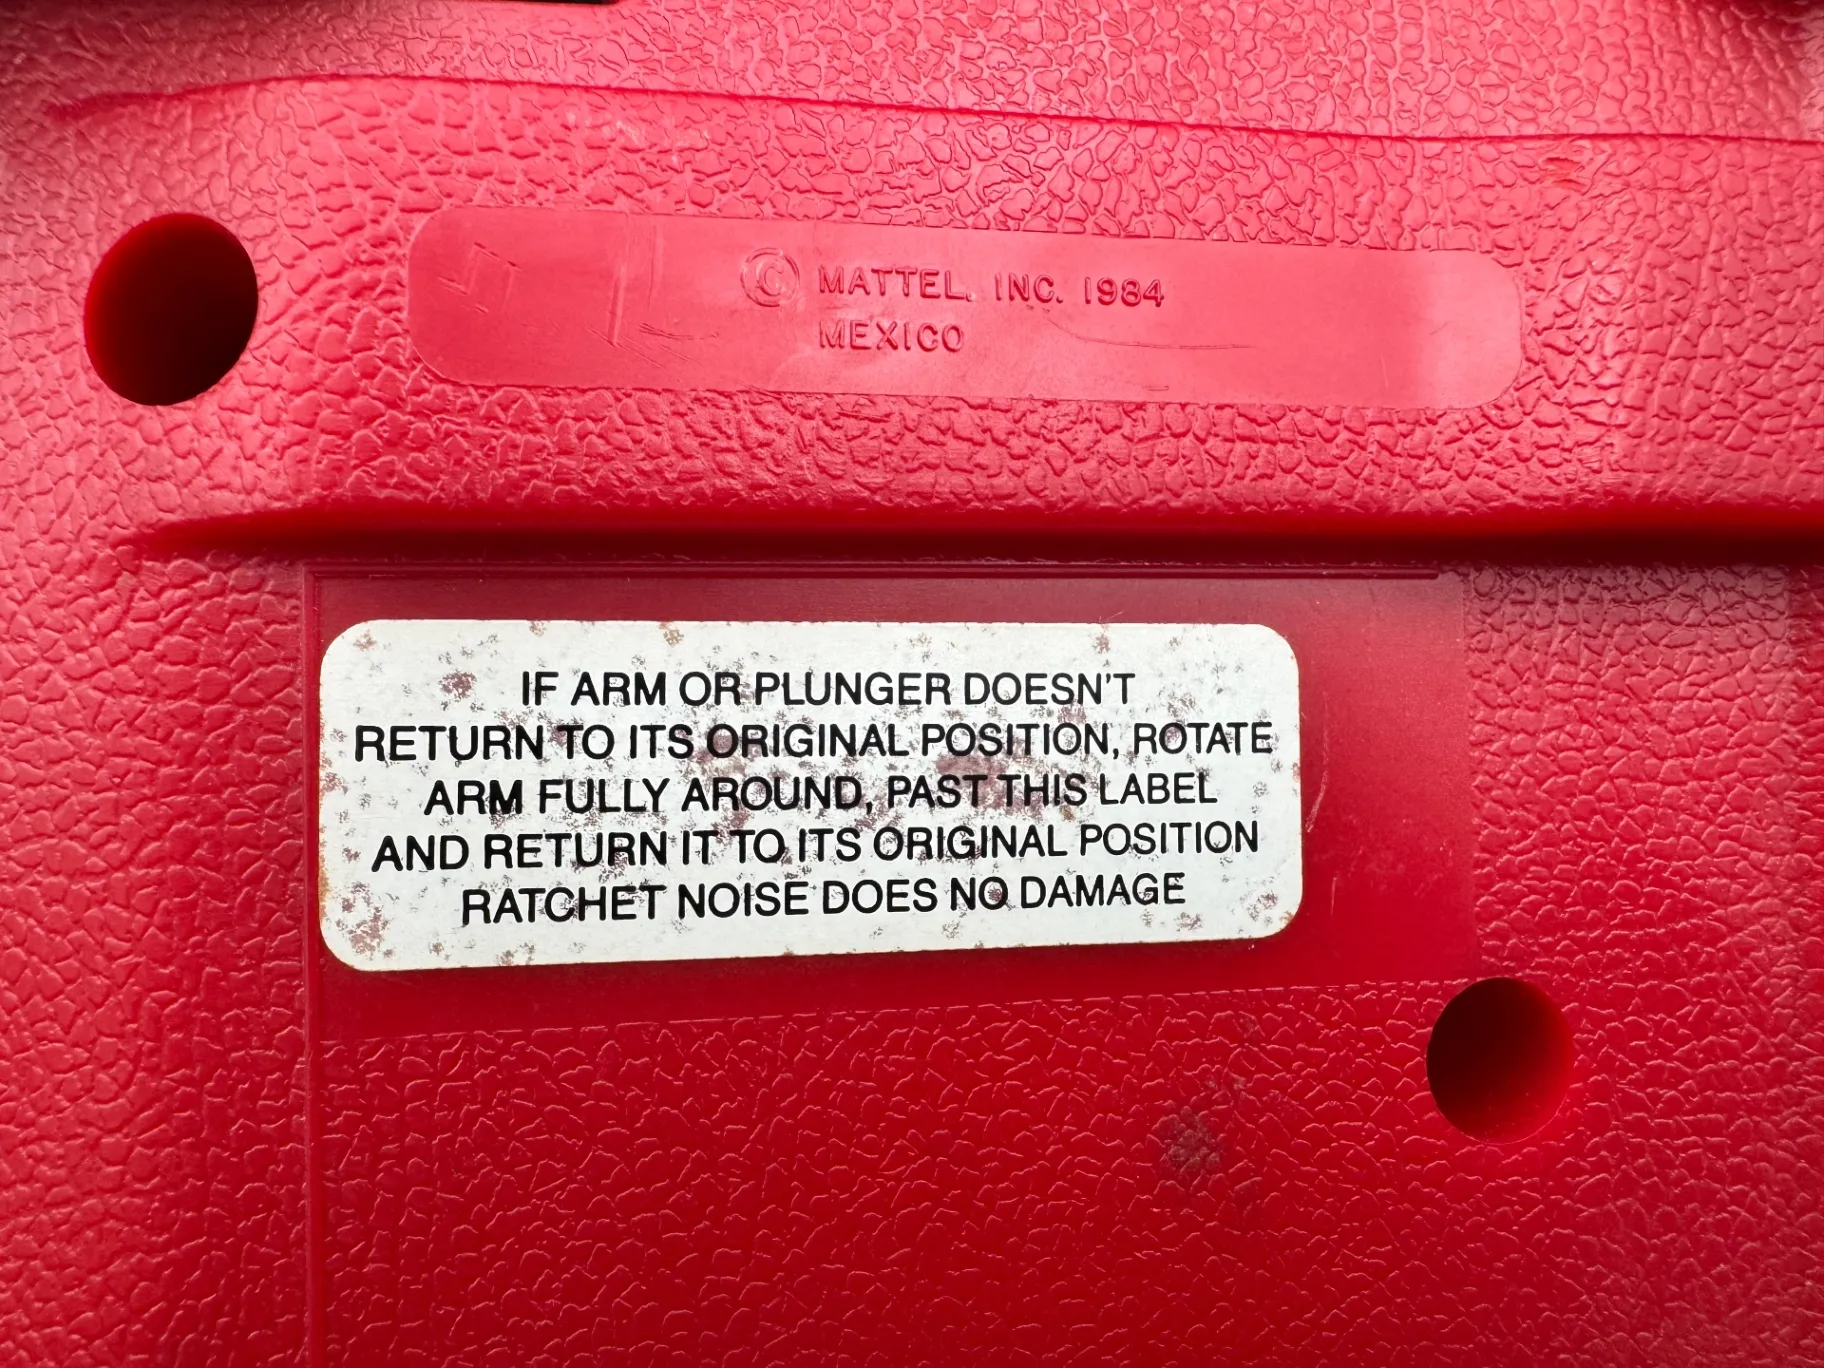 © MATTEL, INC. 1984
MEXICO
IF ARM OR PLUNGER DOESN'T
RETURN TO ITS ORIGINAL POSITION, ROTATE
ARM FULLY AROUND, PAST THIS LABEL
AND RETURN IT TO ITS ORIGINAL POSITION
RATCHET NOISE DOES NO DAMAGE